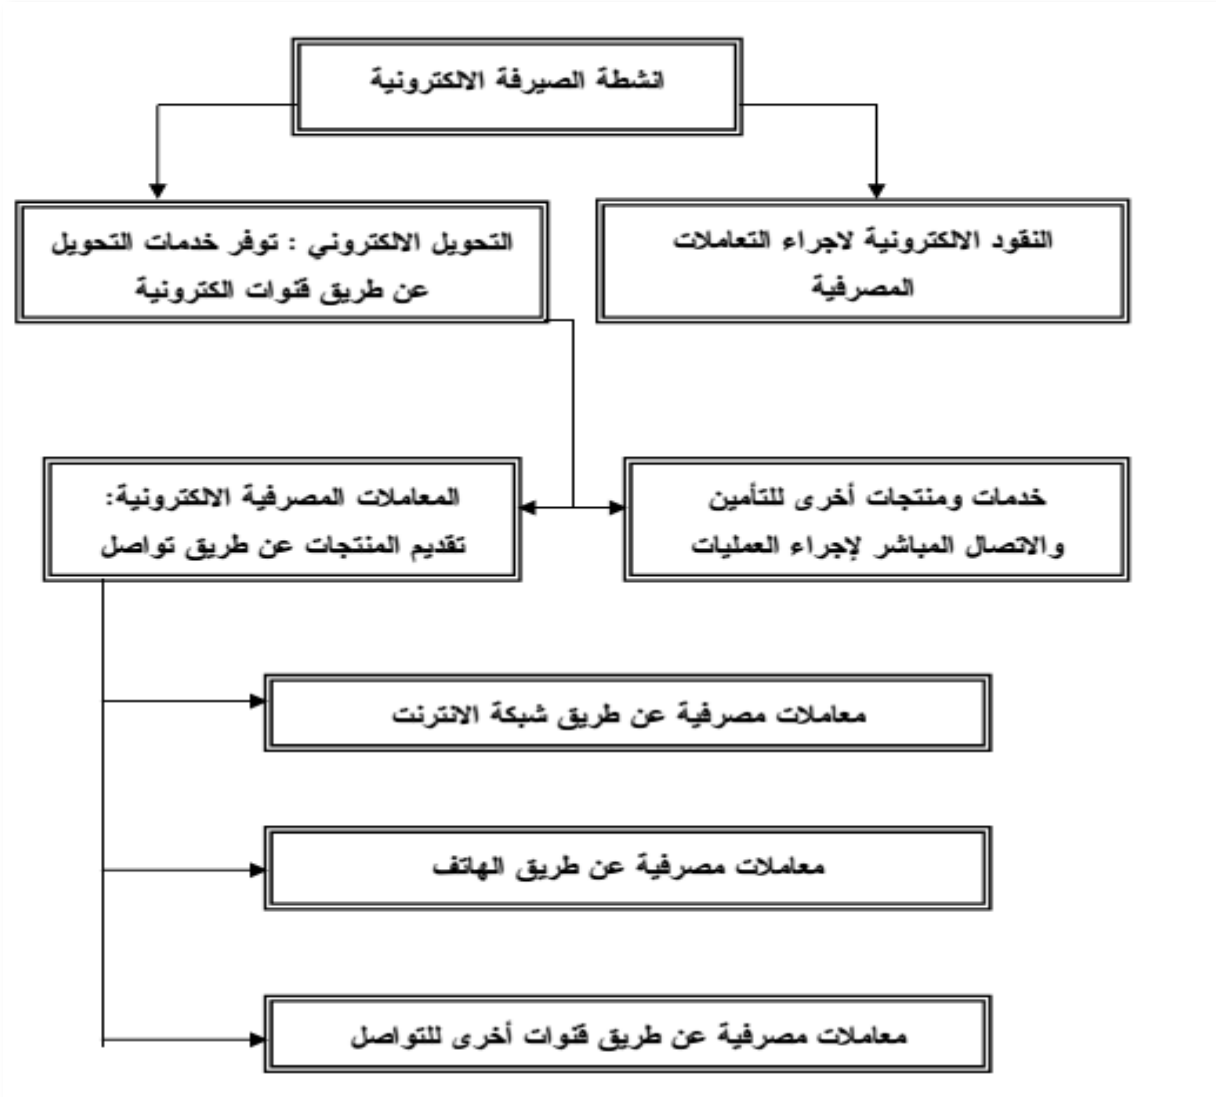 انشطة الصيرفة الالكترونية
النقود الالكترونية لاجراء التعاملات
المصرفية
التحويل الالكتروني : توفر خدمات التحويل
عن طريق قنوات الكترونية
خدمات ومنتجات أخرى للتأمين
والاتصال المباشر لإجراء العمليات
المعاملات المصرفية الالكترونية:
تقديم المنتجات عن طريق تواصل
معاملات مصرفية عن طريق شبكة الانترنت
معاملات مصرفية عن طريق الهاتف
معاملات مصرفية عن طريق قنوات أخرى للتواصل